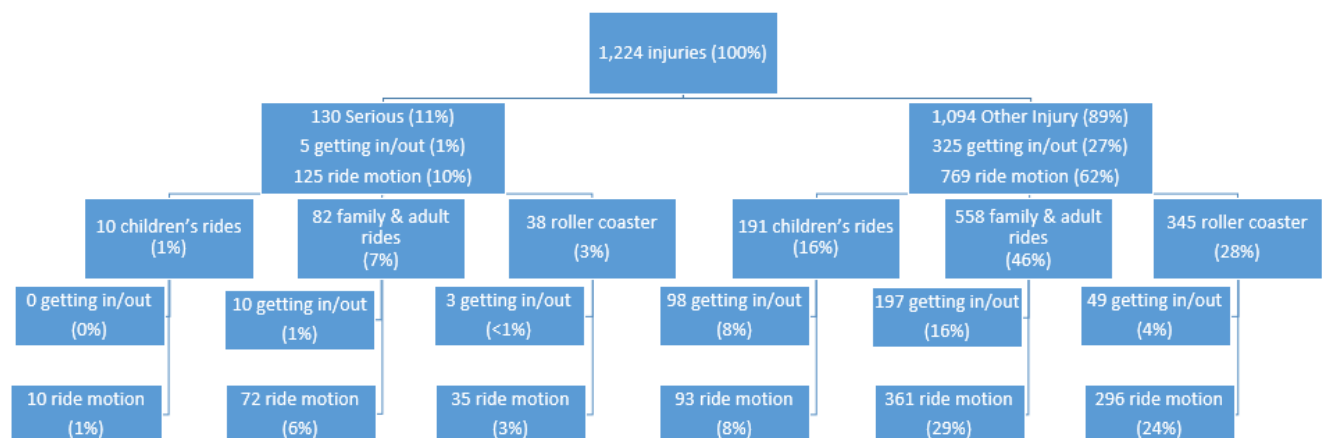 1,224 injuries (100%)
130 Serious (11%)
5 getting in/out (1%)
125 ride motion (10%)
1,094 Other Injury (89%)
325 getting in/out (27%)
769 ride motion (62%)
10 children’s rides
(1%)
82 family & adult
rides
(7%)
38 roller coaster
(3%)
191 children’s rides
(16%)
558 family & adult
rides
(46%)
345 roller coaster
(28%)
0 getting in/out
(0%)
10 getting in/out
(1%)
3 getting in/out
(<1%)
98 getting in/out
(8%)
197 getting in/out
(16%)
49 getting in/out
(4%)
10 ride motion
(1%)
72 ride motion
(6%)
35 ride motion
(3%)
93 ride motion
(8%)
361 ride motion
(29%)
296 ride motion
(24%)